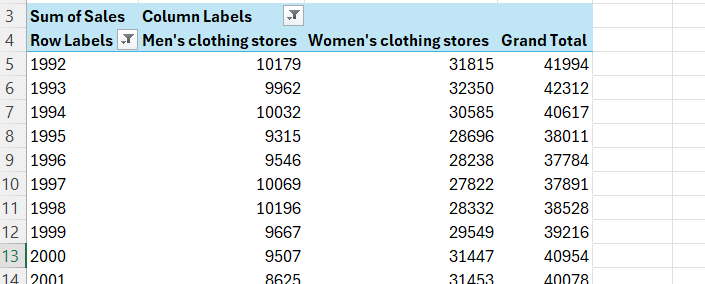 3 Sum of Sales Column Labels
4 Row Labels Men's clothing stores Women's clothing stores Grand Total
5 1992 10179 31815 41994
6 1993 9962 32350 42312
7 1994 10032 30585 40617
8 1995 9315 28696 38011
9 1996 9546 28238 37784
10 1997 10069 27822 37891
11 1998 10196 28332 38528
12 1999 9667 29549 39216
13 2000 9507 31447 40954
14 2001 8625 31453 40078